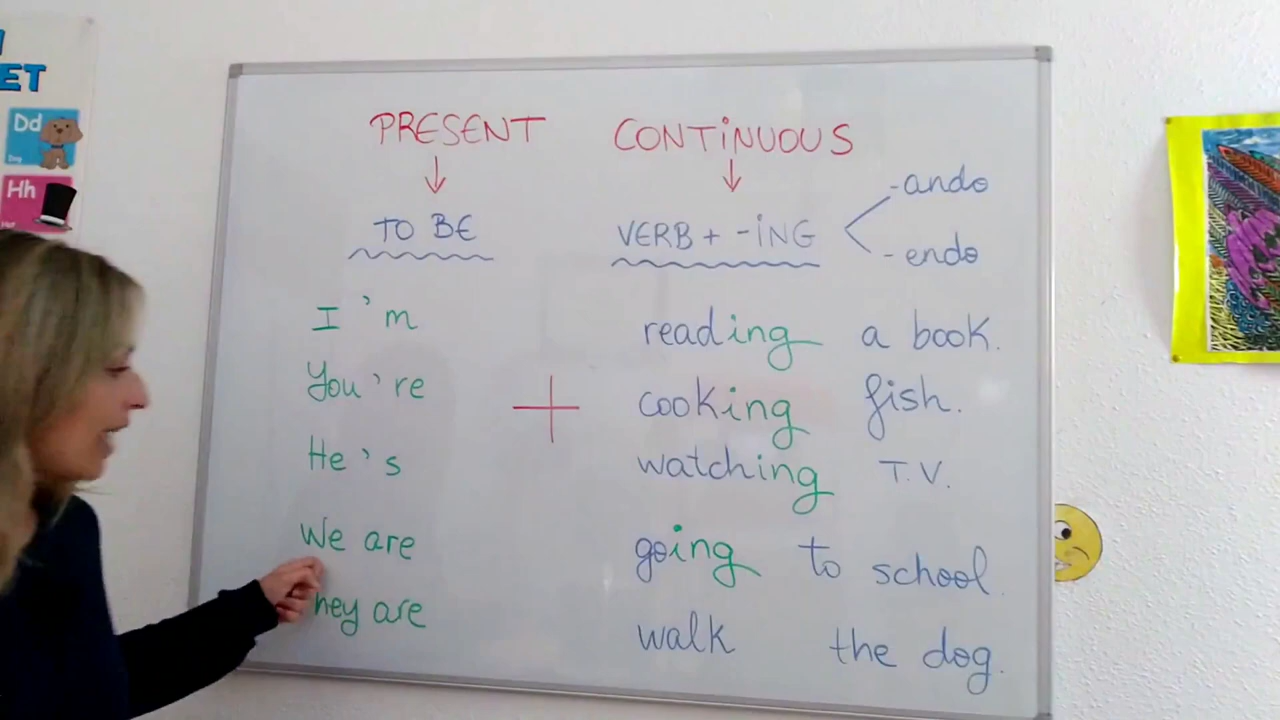 ET
Dd
Hh
PRESENT CONTINUOUS
TO BE VERB + -ING
-ando
-endo
I'm reading a book.
You're cooking fish.
He's watching T.V.
We are going to school.
hey are walk the dog.